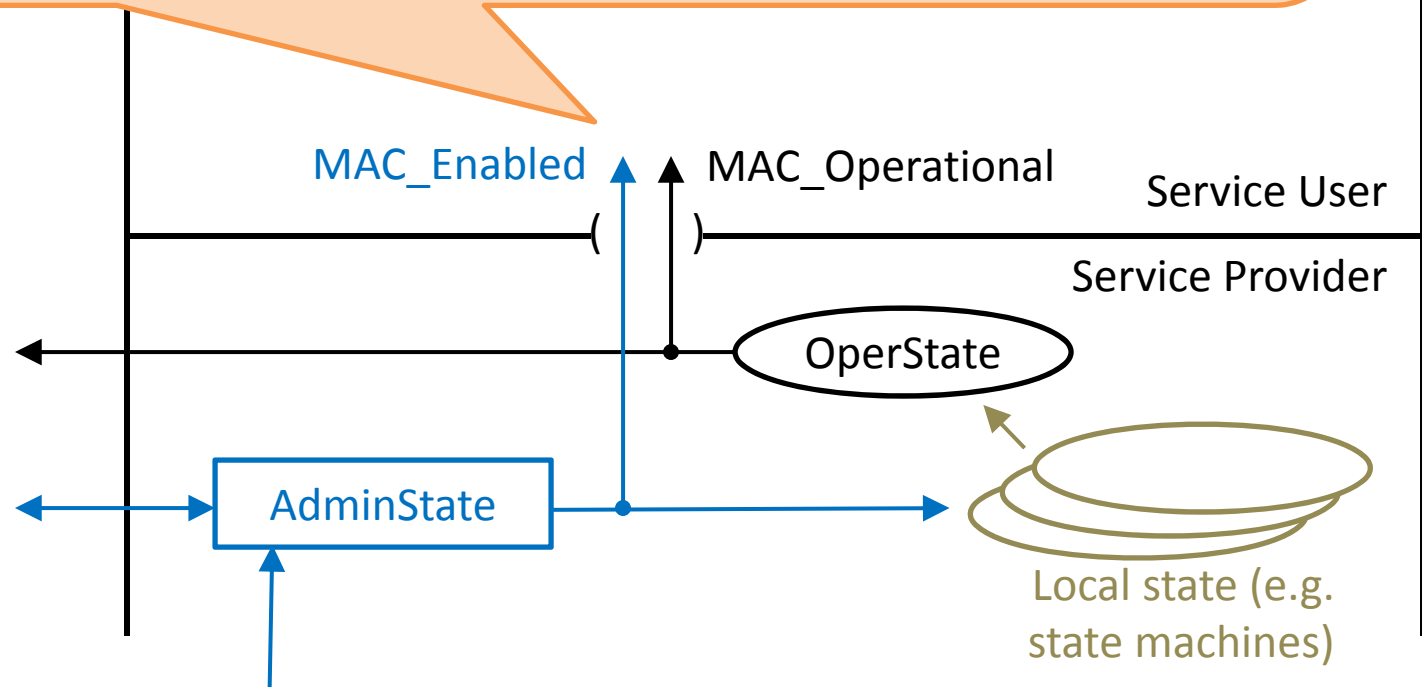 MAC_Enabled
MAC_Operational
Service User
( )
Service Provider
OperState
AdminState
Local state (e.g.
state machines)